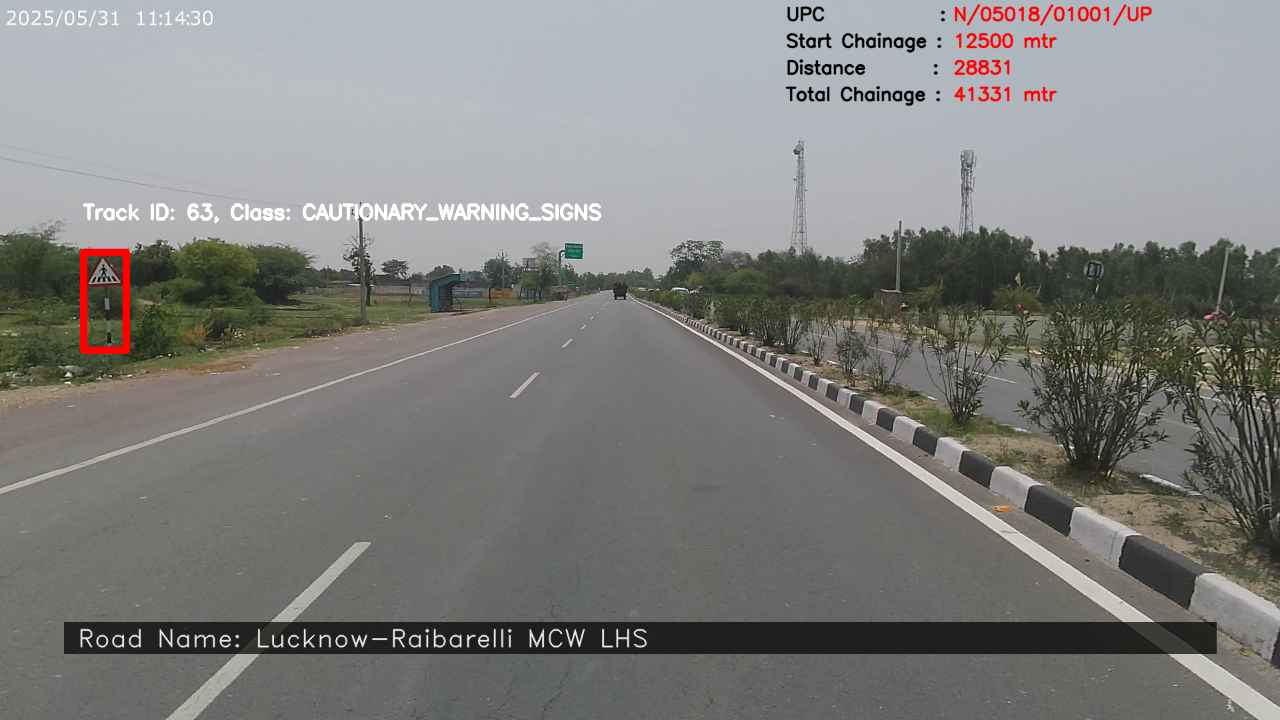 2025/05/31 11:14:30
UPC : N/05018/01001/UP
Start Chainage : 12500 mtr
Distance : 28831
Total Chainage : 41331 mtr
Track ID: 63, Class: CAUTIONARY_WARNING_SIGNS
Road Name: Lucknow-Raibarelli MCW LHS